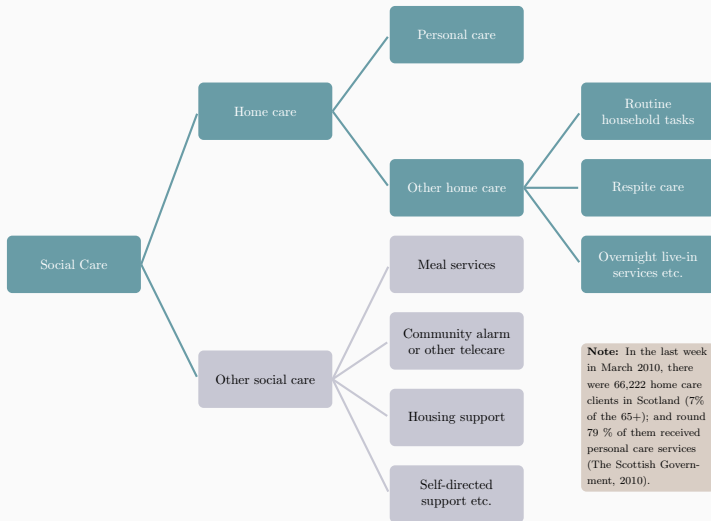 Personal care
Home care
Routine
household tasks
Other home care
Respite care
Social Care
Meal services
Overnight live-in
services etc.
Community alarm
or other telecare
Other social care
Housing support
Self-directed
support etc.
Note: In the last week
in March 2010, there
were 66,222 home care
clients in Scotland (7%
of the 65+); and round
79 % of them received
personal care services
(The Scottish Govern-
ment, 2010).